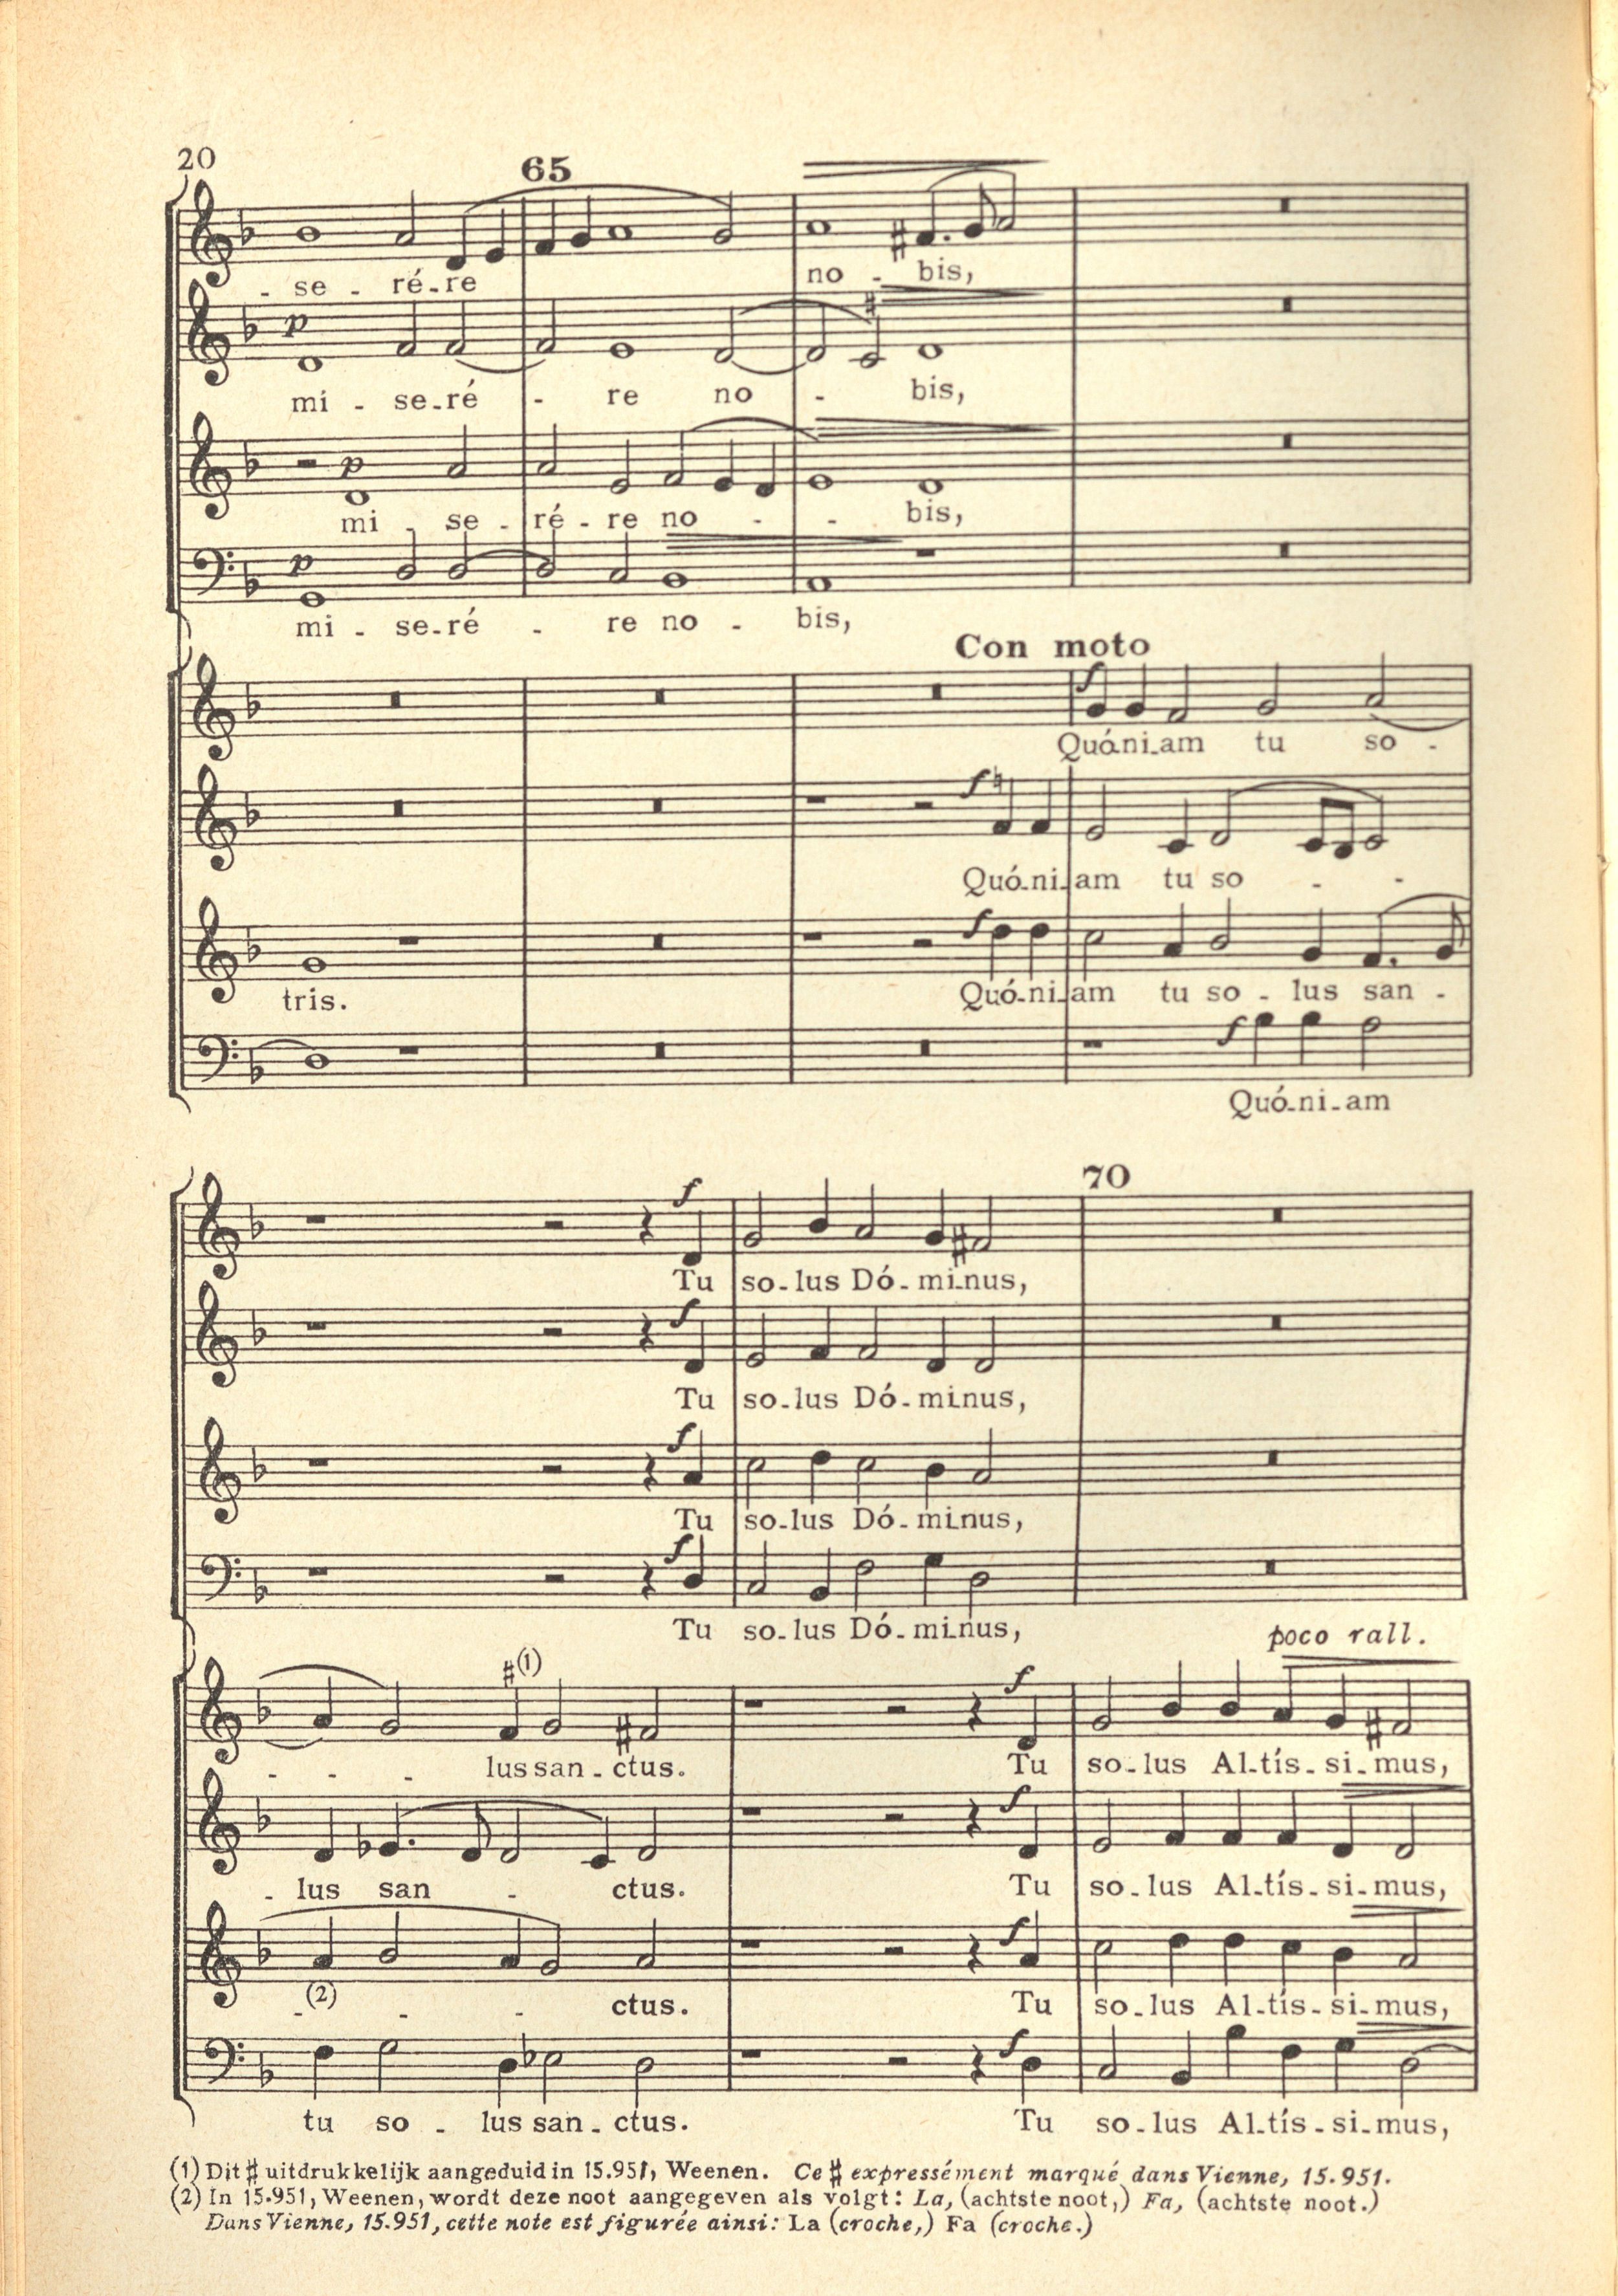 20
65
- se - ré-re no - bis,
p
mi - se-ré - re no - bis,
p
mi - se - ré - re no - - - bis,
p
mi - se-ré - re no - bis,
Con moto
f
Quó-ni-am tu so -
f
Quó-ni-am tu so - -
f
tris. Quó-ni-am tu so - lus san -
f
Quó-ni-am
70
f
Tu so-lus Dó-mi-nus,
f
Tu so-lus Dó-mi-nus,
f
Tu so-lus Dó-mi-nus,
f
Tu so-lus Dó-mi-nus,
poco rall.
♯(1) f
- - - lus san-ctus. Tu so-lus Al-tís-si-mus,
f
- lus san - ctus. Tu so-lus Al-tís-si-mus,
f
(2)
- - - ctus. Tu so-lus Al-tís-si-mus,
f
tu so - lus san-ctus. Tu so-lus Al-tís-si-mus,
(1) Dit ♯ uitdrukkelijk aangeduid in 15.951, Weenen. Ce ♯ expressément marqué dans Vienne, 15.951.
(2) In 15.951, Weenen, wordt deze noot aangegeven als volgt: La, (achtste noot,) Fa, (achtste noot.)
Dans Vienne, 15.951, cette note est figurée ainsi: La (croche,) Fa (croche.)